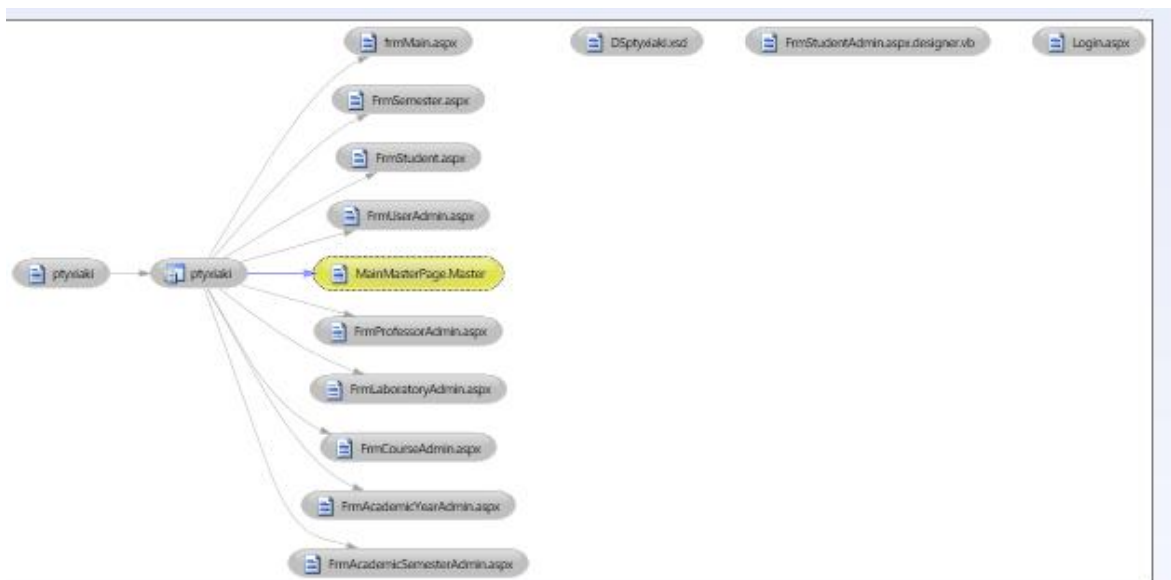 frmMain.aspx
DSptyxiaki.xsd
FrmStudentAdmin.aspx.designer.vb
Login.aspx
FrmSemester.aspx
FrmStudent.aspx
FrmUserAdmin.aspx
ptyxiaki
ptyxiaki
MainMasterPage.Master
FrmProfessorAdmin.aspx
FrmLaboratoryAdmin.aspx
FrmCourseAdmin.aspx
FrmAcademicYearAdmin.aspx
FrmAcademicSemesterAdmin.aspx